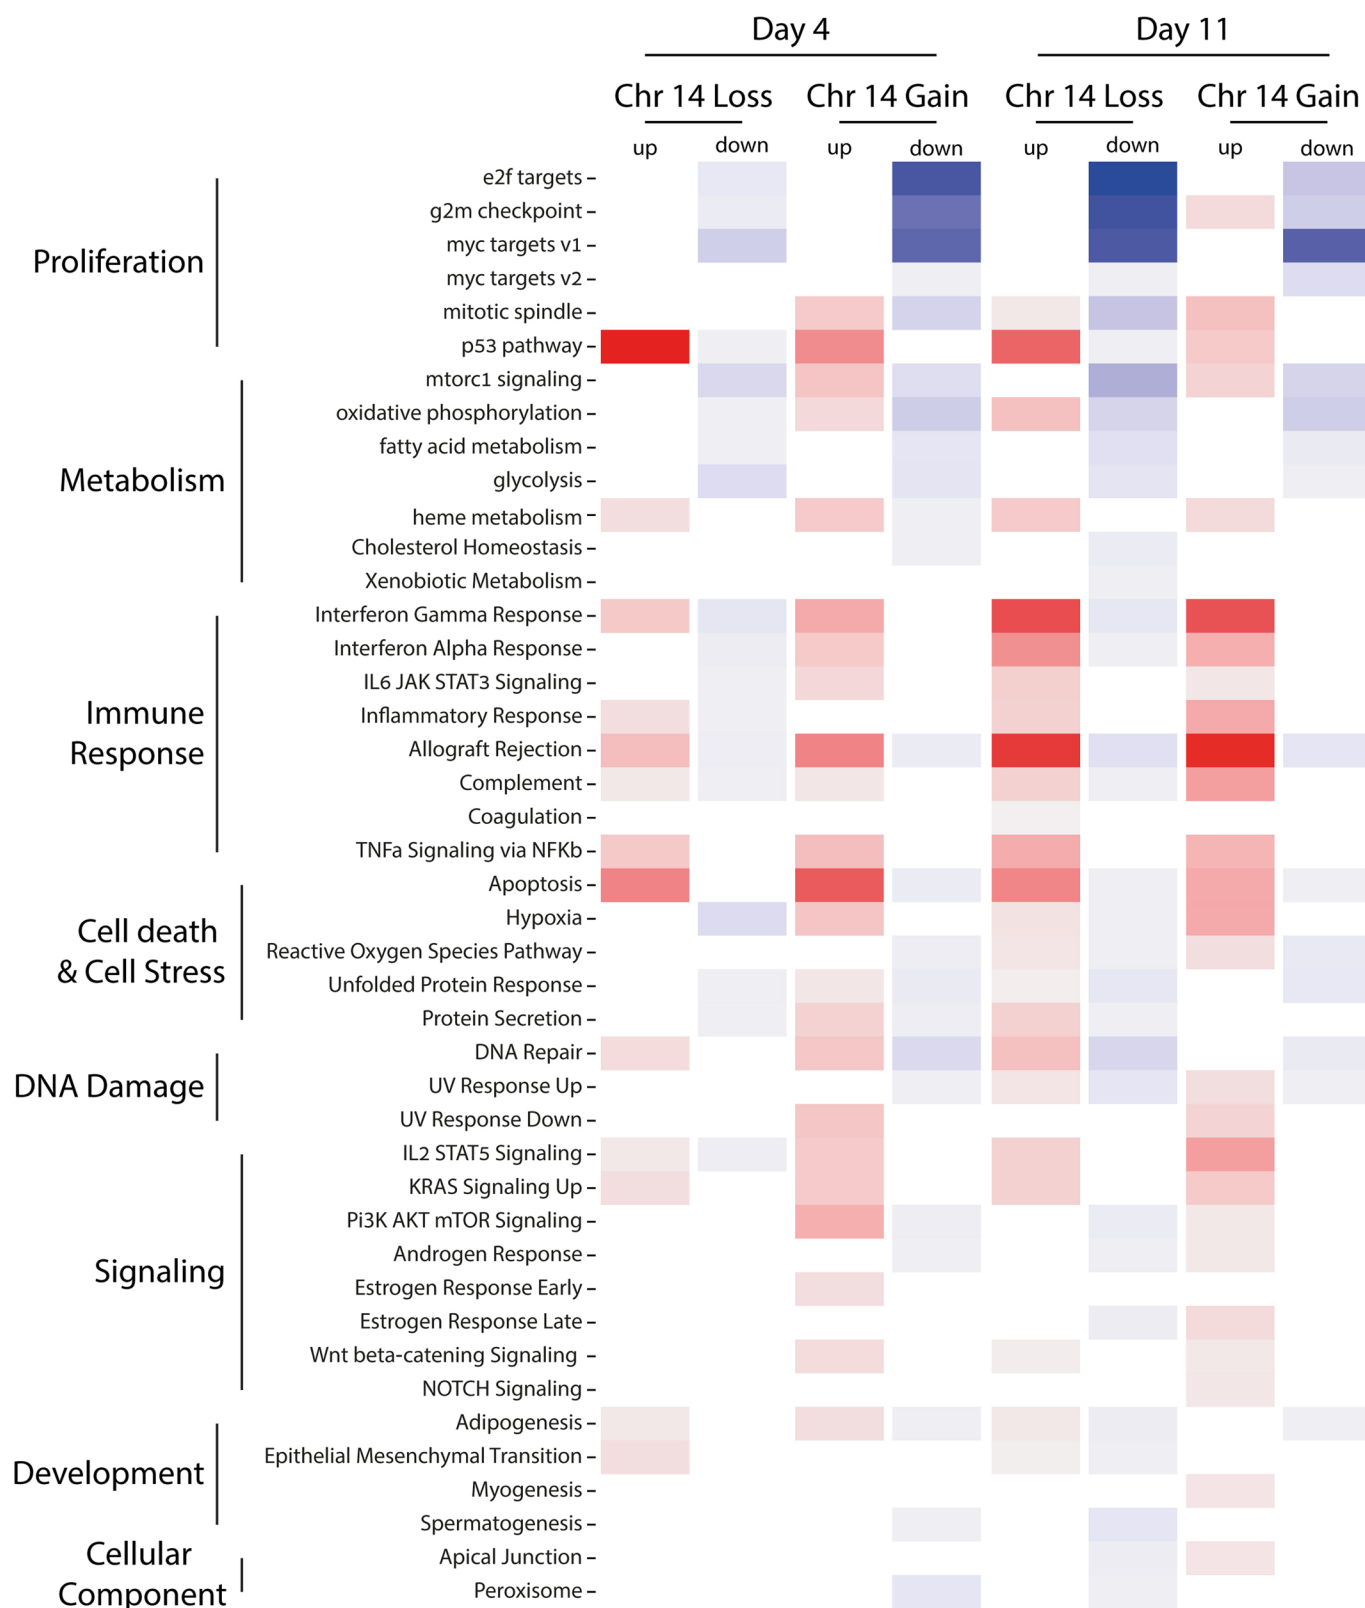 Day 4 Day 11
Chr 14 Loss Chr 14 Gain Chr 14 Loss Chr 14 Gain
up down up down up down up down
Proliferation
e2f targets
g2m checkpoint
myc targets v1
myc targets v2
mitotic spindle
p53 pathway
Metabolism
mtorc1 signaling
oxidative phosphorylation
fatty acid metabolism
glycolysis
heme metabolism
Cholesterol Homeostasis
Xenobiotic Metabolism
Immune
Response
Interferon Gamma Response
Interferon Alpha Response
IL6 JAK STAT3 Signaling
Inflammatory Response
Allograft Rejection
Complement
Coagulation
TNFa Signaling via NFKb
Cell death
& Cell Stress
Apoptosis
Hypoxia
Reactive Oxygen Species Pathway
Unfolded Protein Response
Protein Secretion
DNA Damage
DNA Repair
UV Response Up
UV Response Down
Signaling
IL2 STAT5 Signaling
KRAS Signaling Up
Pi3K AKT mTOR Signaling
Androgen Response
Estrogen Response Early
Estrogen Response Late
Wnt beta-catening Signaling
NOTCH Signaling
Development
Adipogenesis
Epithelial Mesenchymal Transition
Myogenesis
Spermatogenesis
Cellular
Component
Apical Junction
Peroxisome